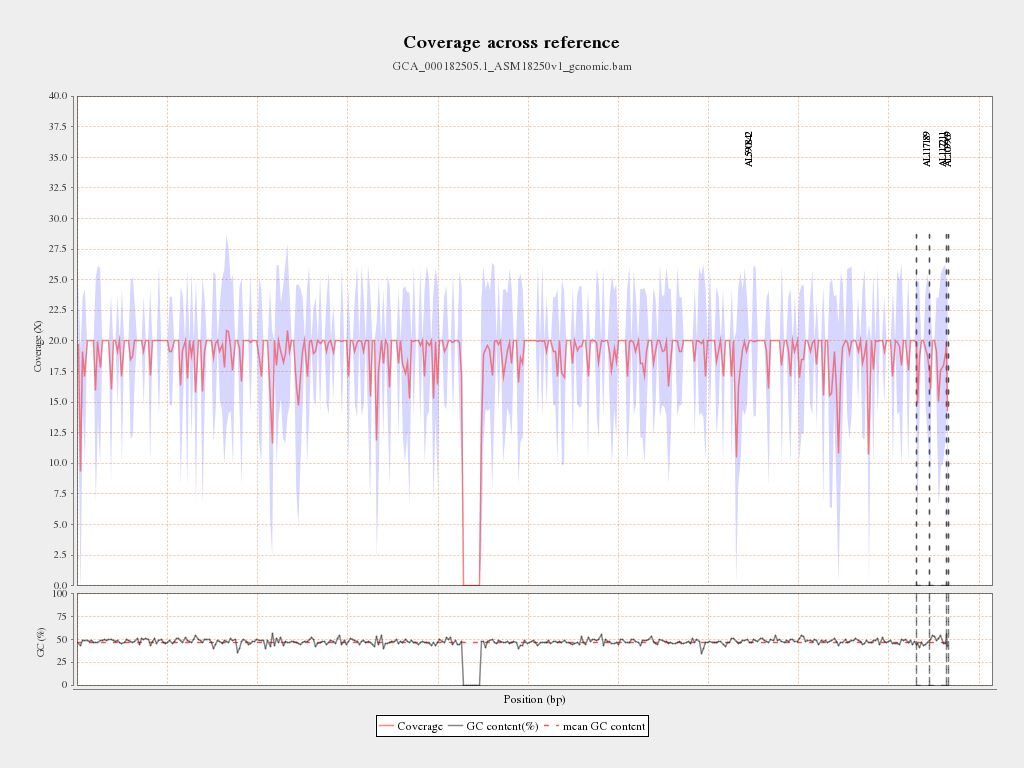 Coverage across reference
GCA_000182505.1_ASM18250v1_genomic.bam
40.0
37.5
35.0
32.5
30.0
27.5
25.0
22.5
20.0
17.5
15.0
12.5
10.0
7.5
5.0
2.5
0.0
Coverage (X)
AL590842
AL117189
AL117211
AL109969
100
75
50
25
0
GC (%)
Position (bp)
Coverage GC content(%) mean GC content